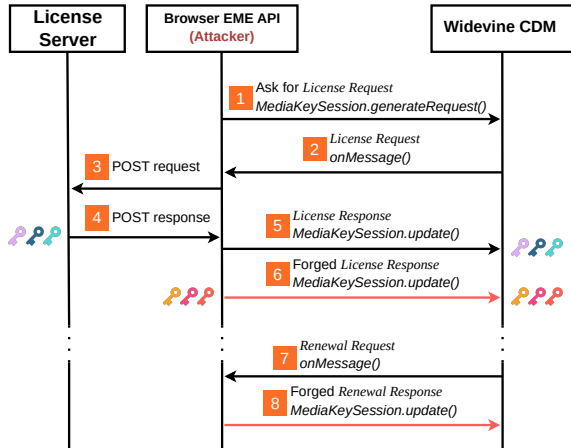 License
Server
Browser EME API
(Attacker)
Widevine CDM
1 Ask for License Request
MediaKeySession.generateRequest()
2 License Request
onMessage()
3 POST request
4 POST response
5 License Response
MediaKeySession.update()
6 Forged License Response
MediaKeySession.update()
7 Renewal Request
onMessage()
8 Forged Renewal Response
MediaKeySession.update()